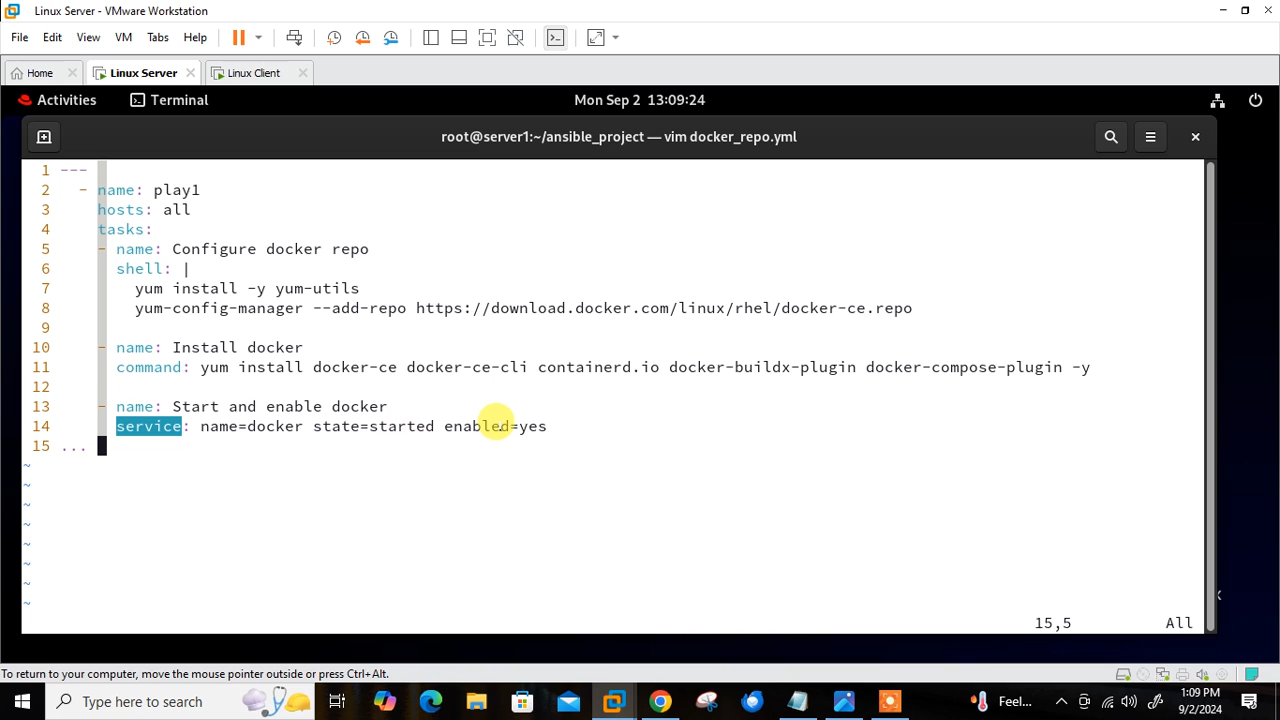 Linux Server - VMware Workstation
File Edit View VM Tabs Help
Home Linux Server Linux Client
Activities Terminal Mon Sep 2 13:09:24
root@server1:~/ansible_project — vim docker_repo.yml
1 ---
2 - name: play1
3 hosts: all
4 tasks:
5 - name: Configure docker repo
6 shell: |
7 yum install -y yum-utils
8 yum-config-manager --add-repo https://download.docker.com/linux/rhel/docker-ce.repo
9
10 - name: Install docker
11 command: yum install docker-ce docker-ce-cli containerd.io docker-buildx-plugin docker-compose-plugin -y
12
13 - name: Start and enable docker
14 service: name=docker state=started enabled=yes
15 ...
~
~
~
~
~
~
~
~
15,5 All
To return to your computer, move the mouse pointer outside or press Ctrl+Alt.
Type here to search Feel... 1:09 PM
9/2/2024